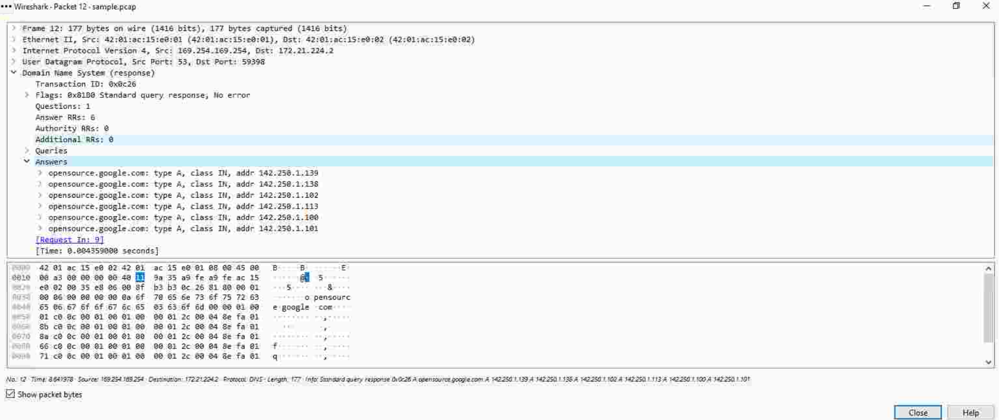 Wireshark · Packet 12 · sample.pcap
Frame 12: 177 bytes on wire (1416 bits), 177 bytes captured (1416 bits)
Ethernet II, Src: 42:01:ac:15:e0:01 (42:01:ac:15:e0:01), Dst: 42:01:ac:15:e0:02 (42:01:ac:15:e0:02)
Internet Protocol Version 4, Src: 169.254.169.254, Dst: 172.21.224.2
User Datagram Protocol, Src Port: 53, Dst Port: 59398
Domain Name System (response)
Transaction ID: 0x0c26
Flags: 0x8180 Standard query response, No error
Questions: 1
Answer RRs: 6
Authority RRs: 0
Additional RRs: 0
Queries
Answers
opensource.google.com: type A, class IN, addr 142.250.1.139
opensource.google.com: type A, class IN, addr 142.250.1.138
opensource.google.com: type A, class IN, addr 142.250.1.102
opensource.google.com: type A, class IN, addr 142.250.1.113
opensource.google.com: type A, class IN, addr 142.250.1.100
opensource.google.com: type A, class IN, addr 142.250.1.101
[Request In: 9]
[Time: 0.004359000 seconds]
0000 42 01 ac 15 e0 02 42 01 ac 15 e0 01 08 00 45 00 B·····B· ······E·
0010 00 a3 00 00 00 00 40 11 9a 35 a9 fe a9 fe ac 15 ······@· ·5······
0020 e0 02 00 35 e8 06 00 8f b3 b3 0c 26 81 80 00 01 ···5···· ···&····
0030 00 06 00 00 00 00 0a 6f 70 65 6e 73 6f 75 72 63 ·······o pensourc
0040 65 06 67 6f 6f 67 6c 65 03 63 6f 6d 00 00 01 00 e·google ·com····
0050 01 c0 0c 00 01 00 01 00 00 01 2c 00 04 8e fa 01 ········ ··,·····
0060 8b c0 0c 00 01 00 01 00 00 01 2c 00 04 8e fa 01 ········ ··,·····
0070 8a c0 0c 00 01 00 01 00 00 01 2c 00 04 8e fa 01 ········ ··,·····
0080 66 c0 0c 00 01 00 01 00 00 01 2c 00 04 8e fa 01 f······· ··,·····
0090 71 c0 0c 00 01 00 01 00 00 01 2c 00 04 8e fa 01 q······· ··,·····
No.: 12 · Time: 8.641978 · Source: 169.254.169.254 · Destination: 172.21.224.2 · Protocol: DNS · Length: 177 · Info: Standard query response 0x0c26 A opensource.google.com A 142.250.1.139 A 142.250.1.138 A 142.250.1.102 A 142.250.1.113 A 142.250.1.100 A 142.250.1.101
Show packet bytes
Close Help